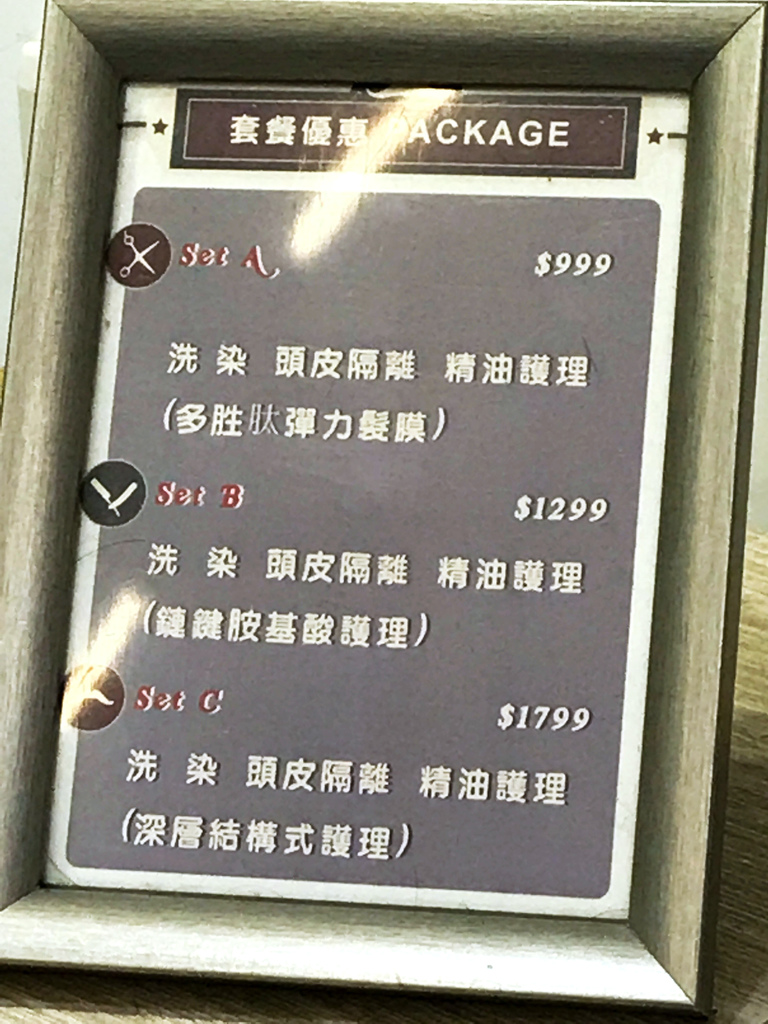 套餐優惠 PACKAGE
Set A
$999
洗 染 頭皮隔離 精油護理
(多胜肽彈力髮膜)
Set B
$1299
洗 染 頭皮隔離 精油護理
(鏈鍵胺基酸護理)
Set C
$1799
洗 染 頭皮隔離 精油護理
(深層結構式護理)